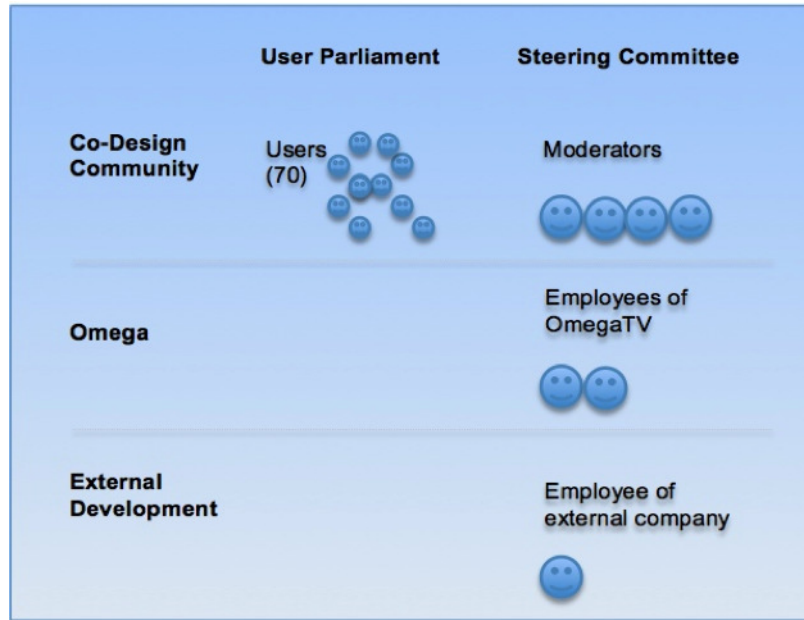 User Parliament
Steering Committee
Co-Design
Community
Users
(70)
Moderators
Omega
Employees of
OmegaTV
External
Development
Employee of
external company